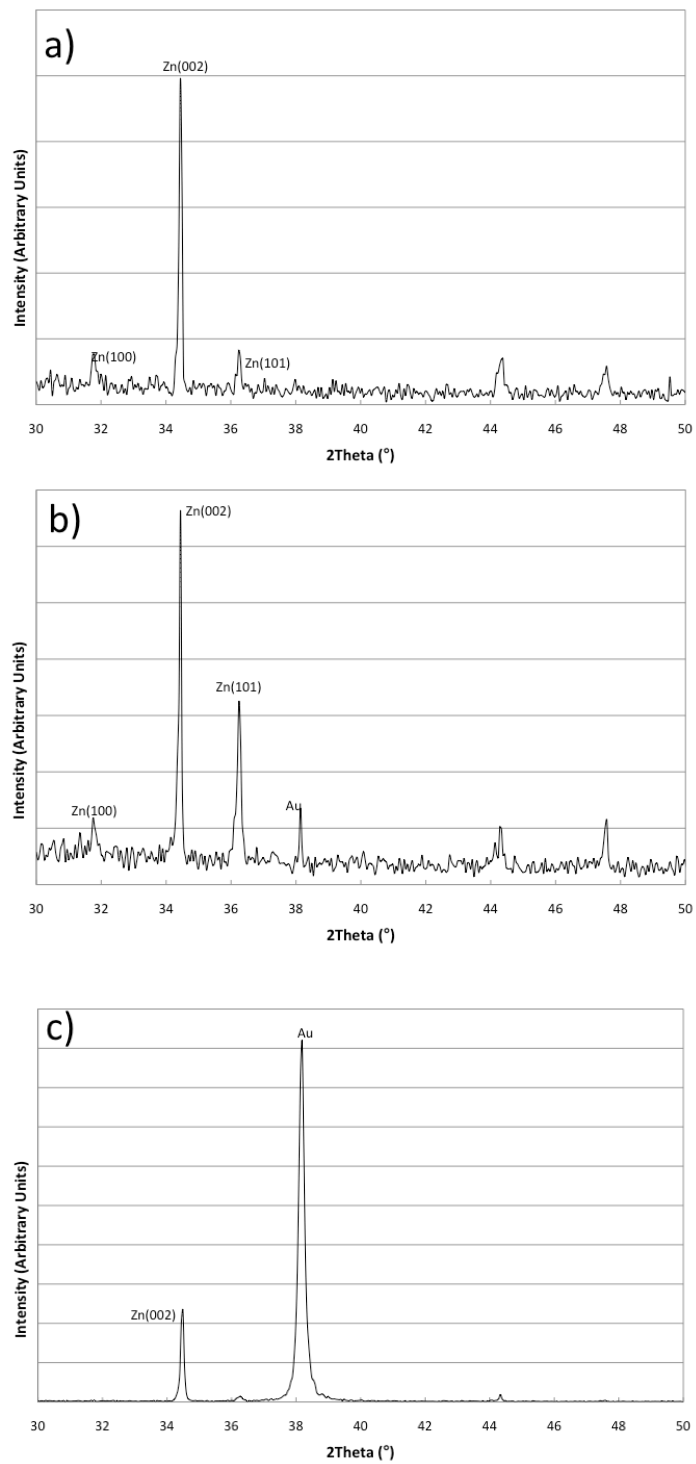 a)
Zn(002)
Zn(100)
Zn(101)
Intensity (Arbitrary Units)
30 32 34 36 38 40 42 44 46 48 50
2Theta (°)
b)
Zn(002)
Zn(101)
Zn(100)
Au
Intensity (Arbitrary Units)
30 32 34 36 38 40 42 44 46 48 50
2Theta (°)
c)
Au
Zn(002)
Intensity (Arbitrary Units)
30 32 34 36 38 40 42 44 46 48 50
2Theta (°)